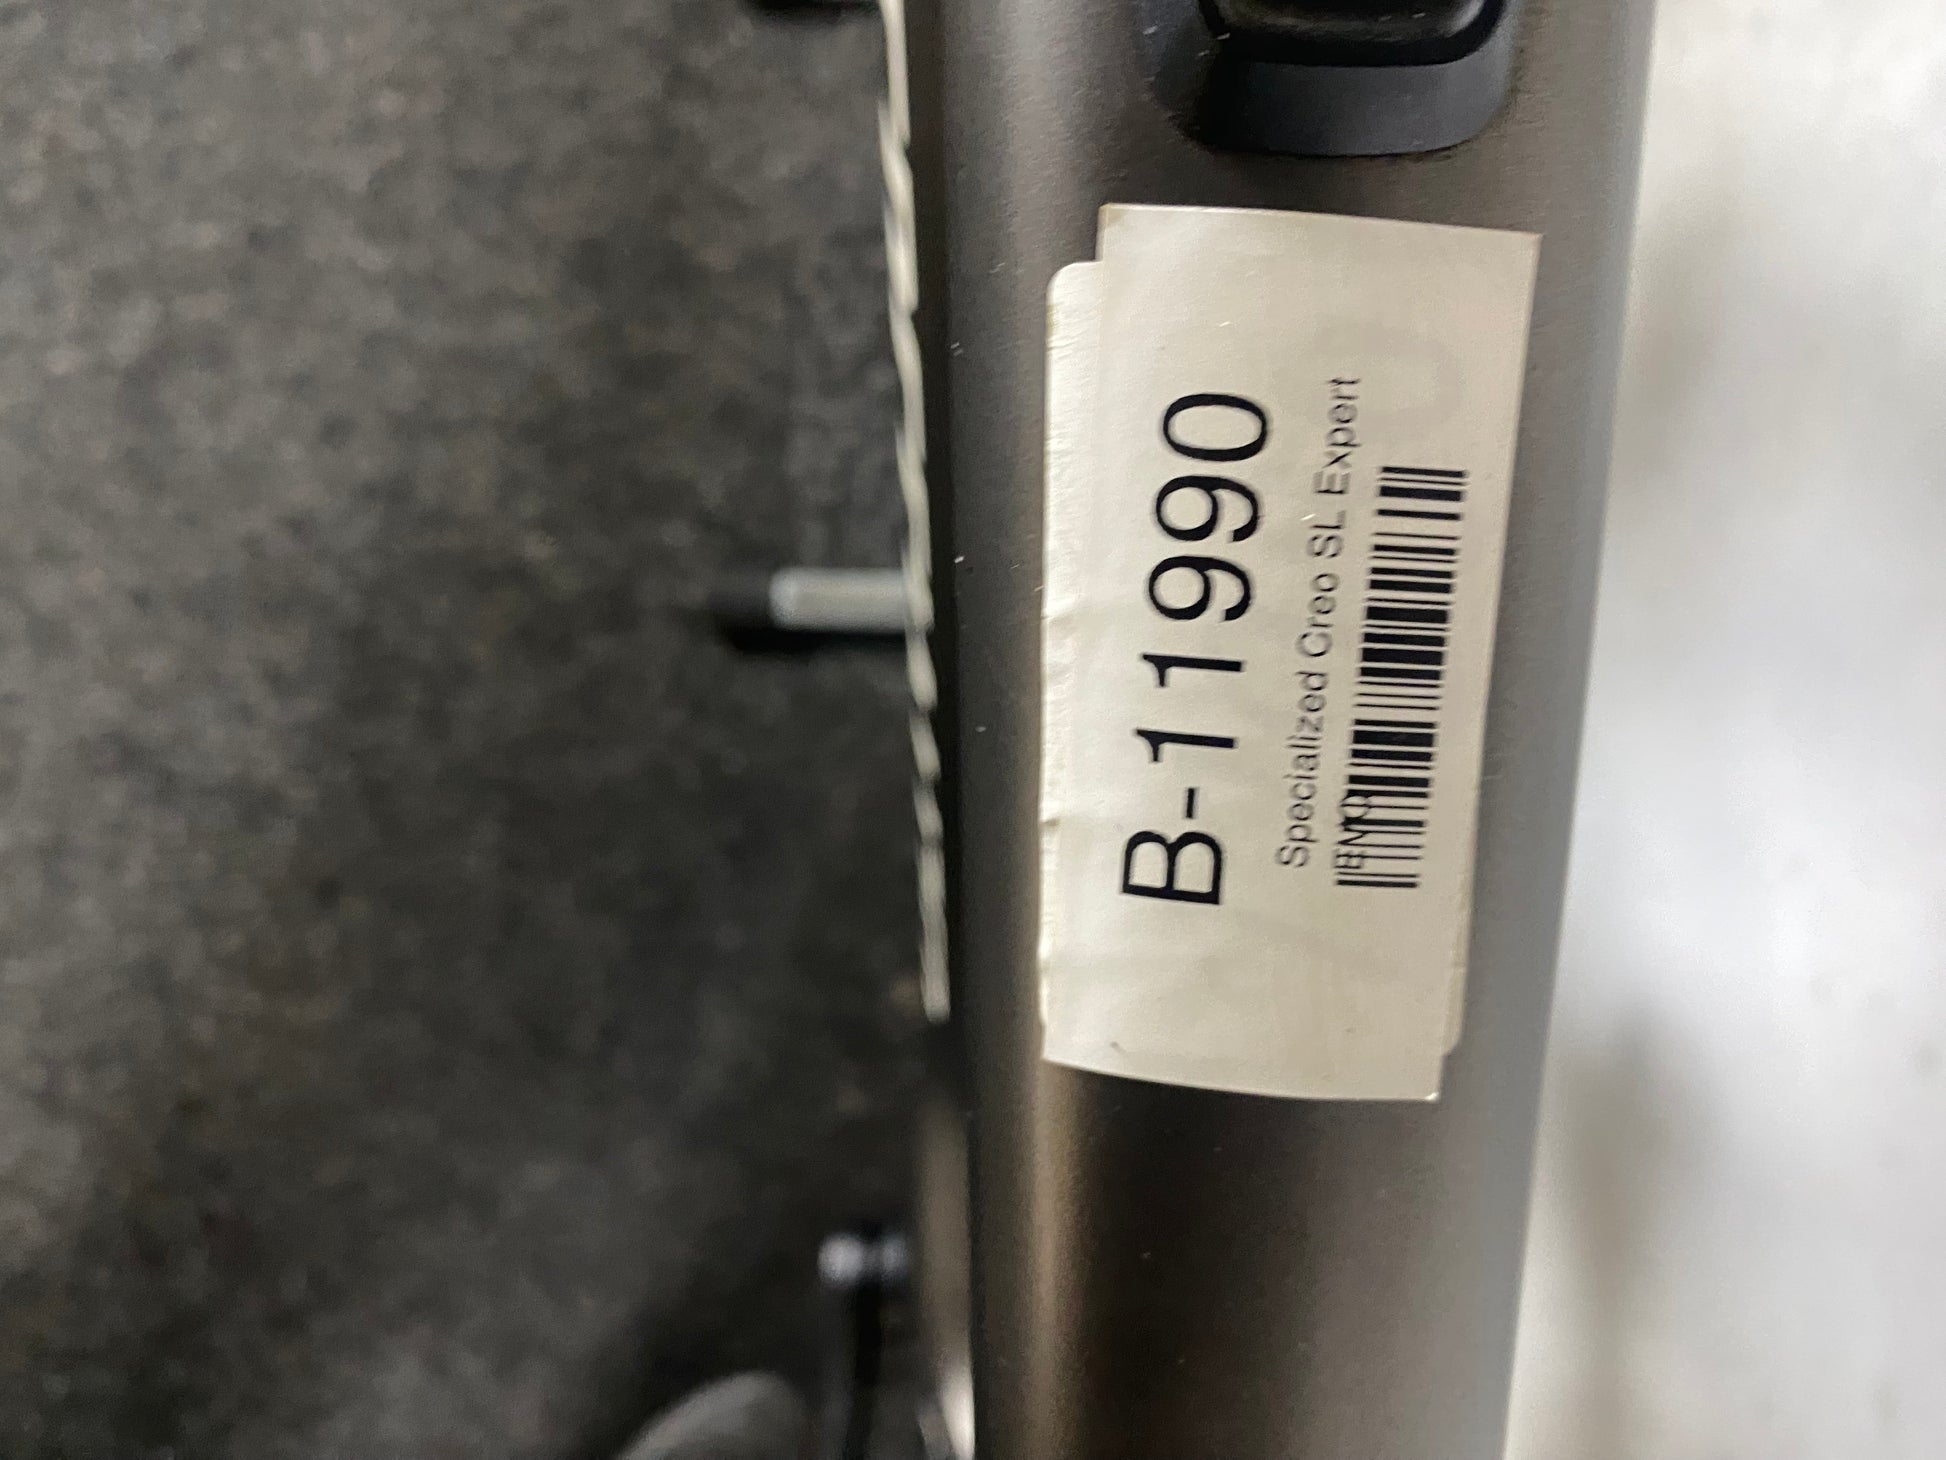 B-11990
Specialized Creo SL Expert